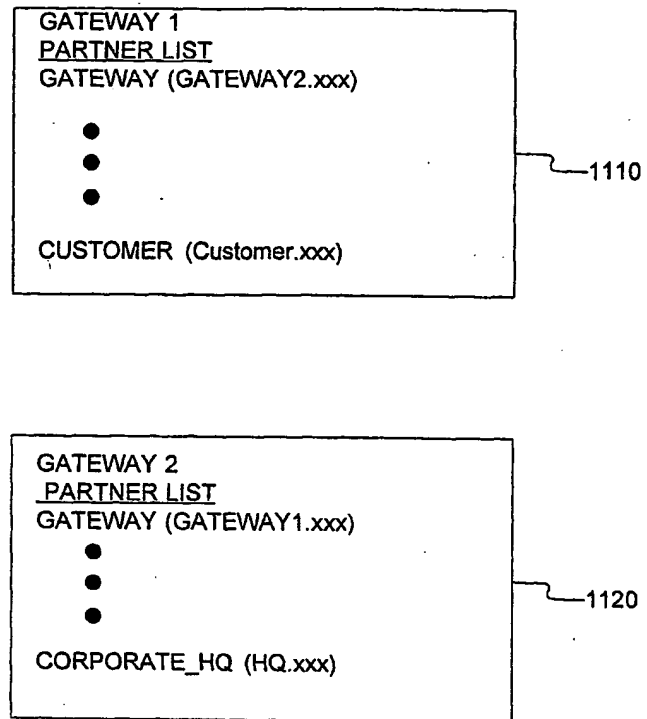 GATEWAY 1
PARTNER LIST
GATEWAY (GATEWAY2.xxx)
1110
CUSTOMER (Customer.xxx)
GATEWAY 2
PARTNER LIST
GATEWAY (GATEWAY1.xxx)
1120
CORPORATE_HQ (HQ.xxx)